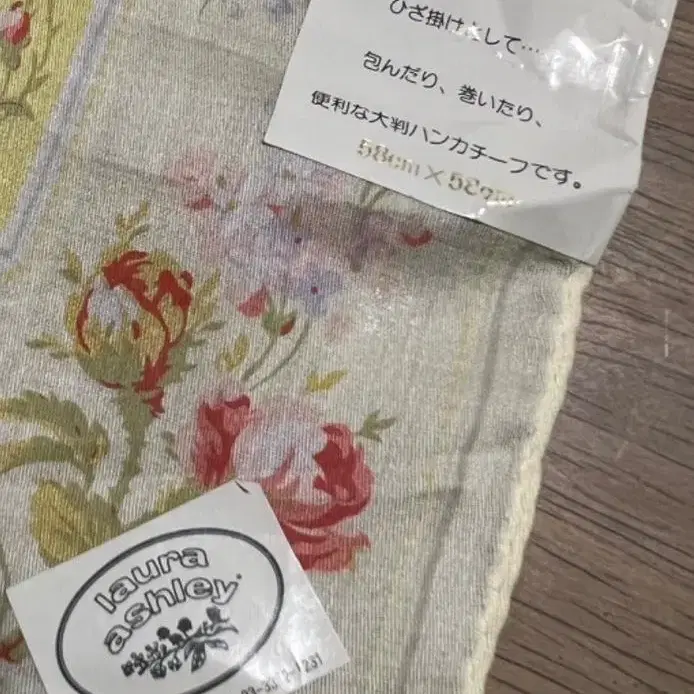 ひざ掛けとして…
包んだり、巻いたり、
便利な大判ハンカチーフです。
58cm×58cm
laura
ashley